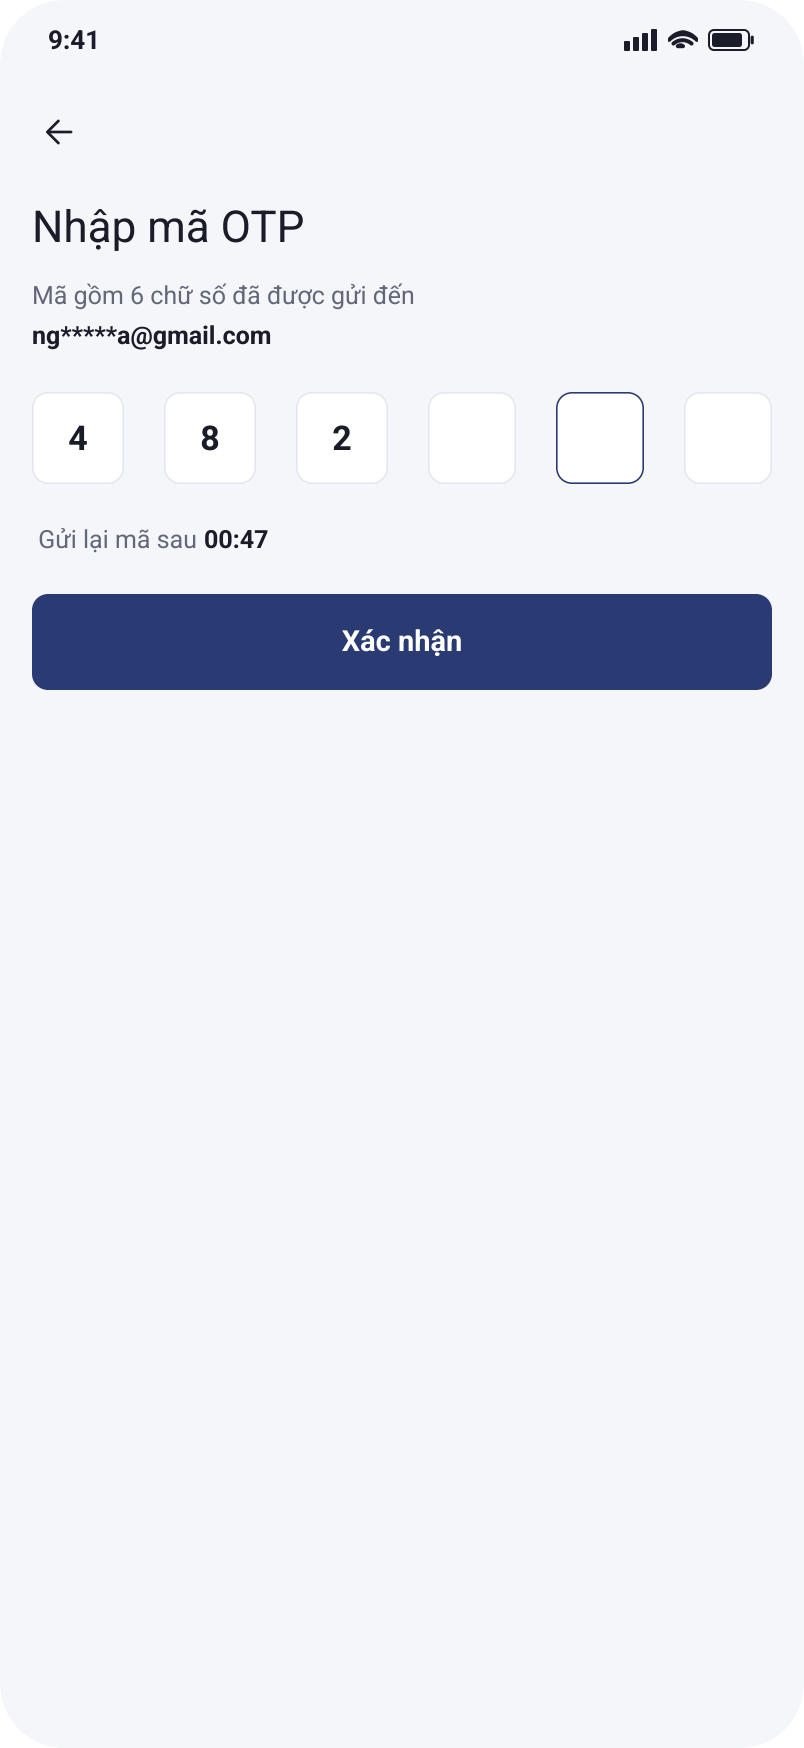 9:41
Nhập mã OTP
Mã gồm 6 chữ số đã được gửi đến
ng*****a@gmail.com
4 8 2
Gửi lại mã sau 00:47
Xác nhận